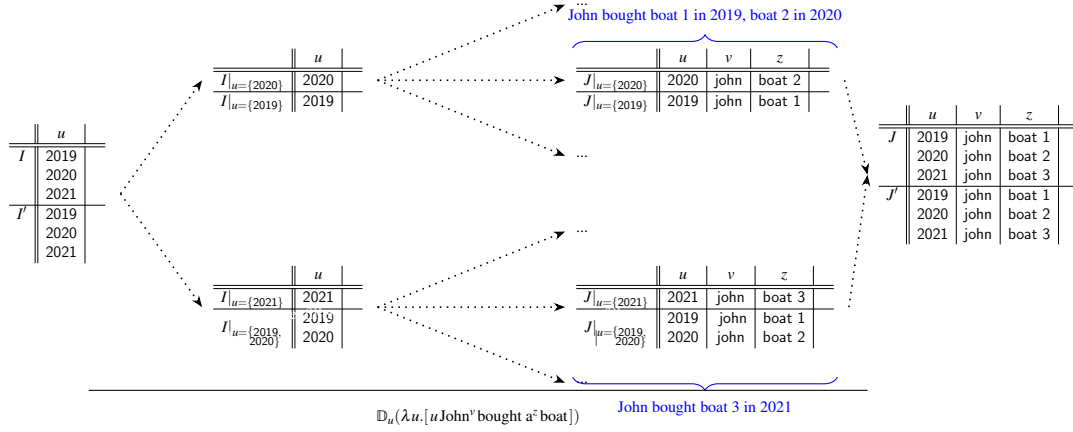 ...
John bought boat 1 in 2019, boat 2 in 2020
u
I|u={2020} 2020
I|u={2019} 2019
u v z
J|u={2020} 2020 john boat 2
J|u={2019} 2019 john boat 1
...
u
I 2019
2020
2021
I′ 2019
2020
2021
u v z
J 2019 john boat 1
2020 john boat 2
2021 john boat 3
J′ 2019 john boat 1
2020 john boat 2
2021 john boat 3
...
u
I|u={2021} 2021
I|u={2019, 2020} 2019
2020
u v z
J|u={2021} 2021 john boat 3
J|u={2019, 2020} 2019 john boat 1
2020 john boat 2
...
John bought boat 3 in 2021
𝔻u(λu.[u Johnᵛ bought aᶻ boat])